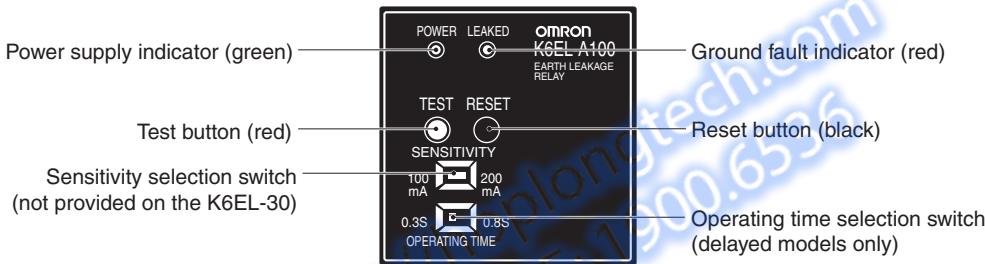 POWER LEAKED
OMRON
K6EL A100
EARTH LEAKAGE
RELAY
TEST RESET
SENSITIVITY
100
mA
200
mA
0.3S
0.8S
OPERATING TIME
Power supply indicator (green)
Test button (red)
Sensitivity selection switch
(not provided on the K6EL-30)
Ground fault indicator (red)
Reset button (black)
Operating time selection switch
(delayed models only)